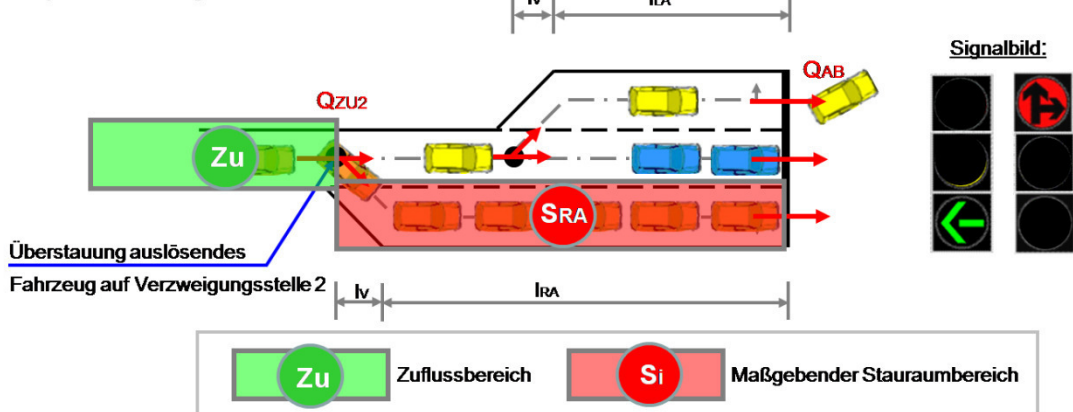 lV
lLA
Signalbild:
QAB
QZU2
Zu
SRA
Überstauung auslösendes
Fahrzeug auf Verzweigungsstelle 2
lV
lRA
Zu
Zuflussbereich
Si
Maßgebender Stauraumbereich